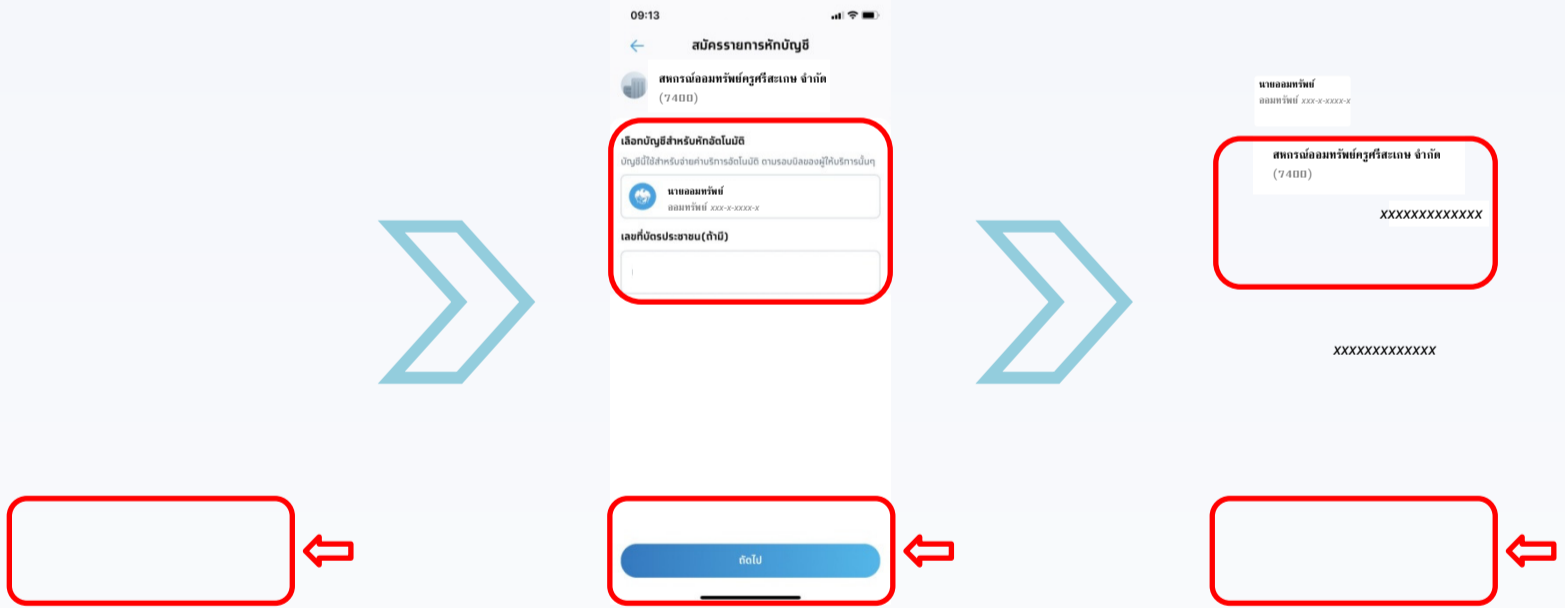 09:13
สมัครรายการหักบัญชี
สหกรณ์ออมทรัพย์ครูศรีสะเกษ จำกัด
(7400)
เลือกบัญชีสำหรับหักอัตโนมัติ
บัญชีนี้ใช้สำหรับจ่ายค่าบริการอัตโนมัติ ตามรอบบิลของผู้ให้บริการนั้นๆ
นายออมทรัพย์
ออมทรัพย์ xxx-x-xxxx-x
เลขที่บัตรประชาชน(ถ้ามี)
ถัดไป
นายออมทรัพย์
ออมทรัพย์ xxx-x-xxxx-x
สหกรณ์ออมทรัพย์ครูศรีสะเกษ จำกัด
(7400)
xxxxxxxxxxxxx
xxxxxxxxxxxxx